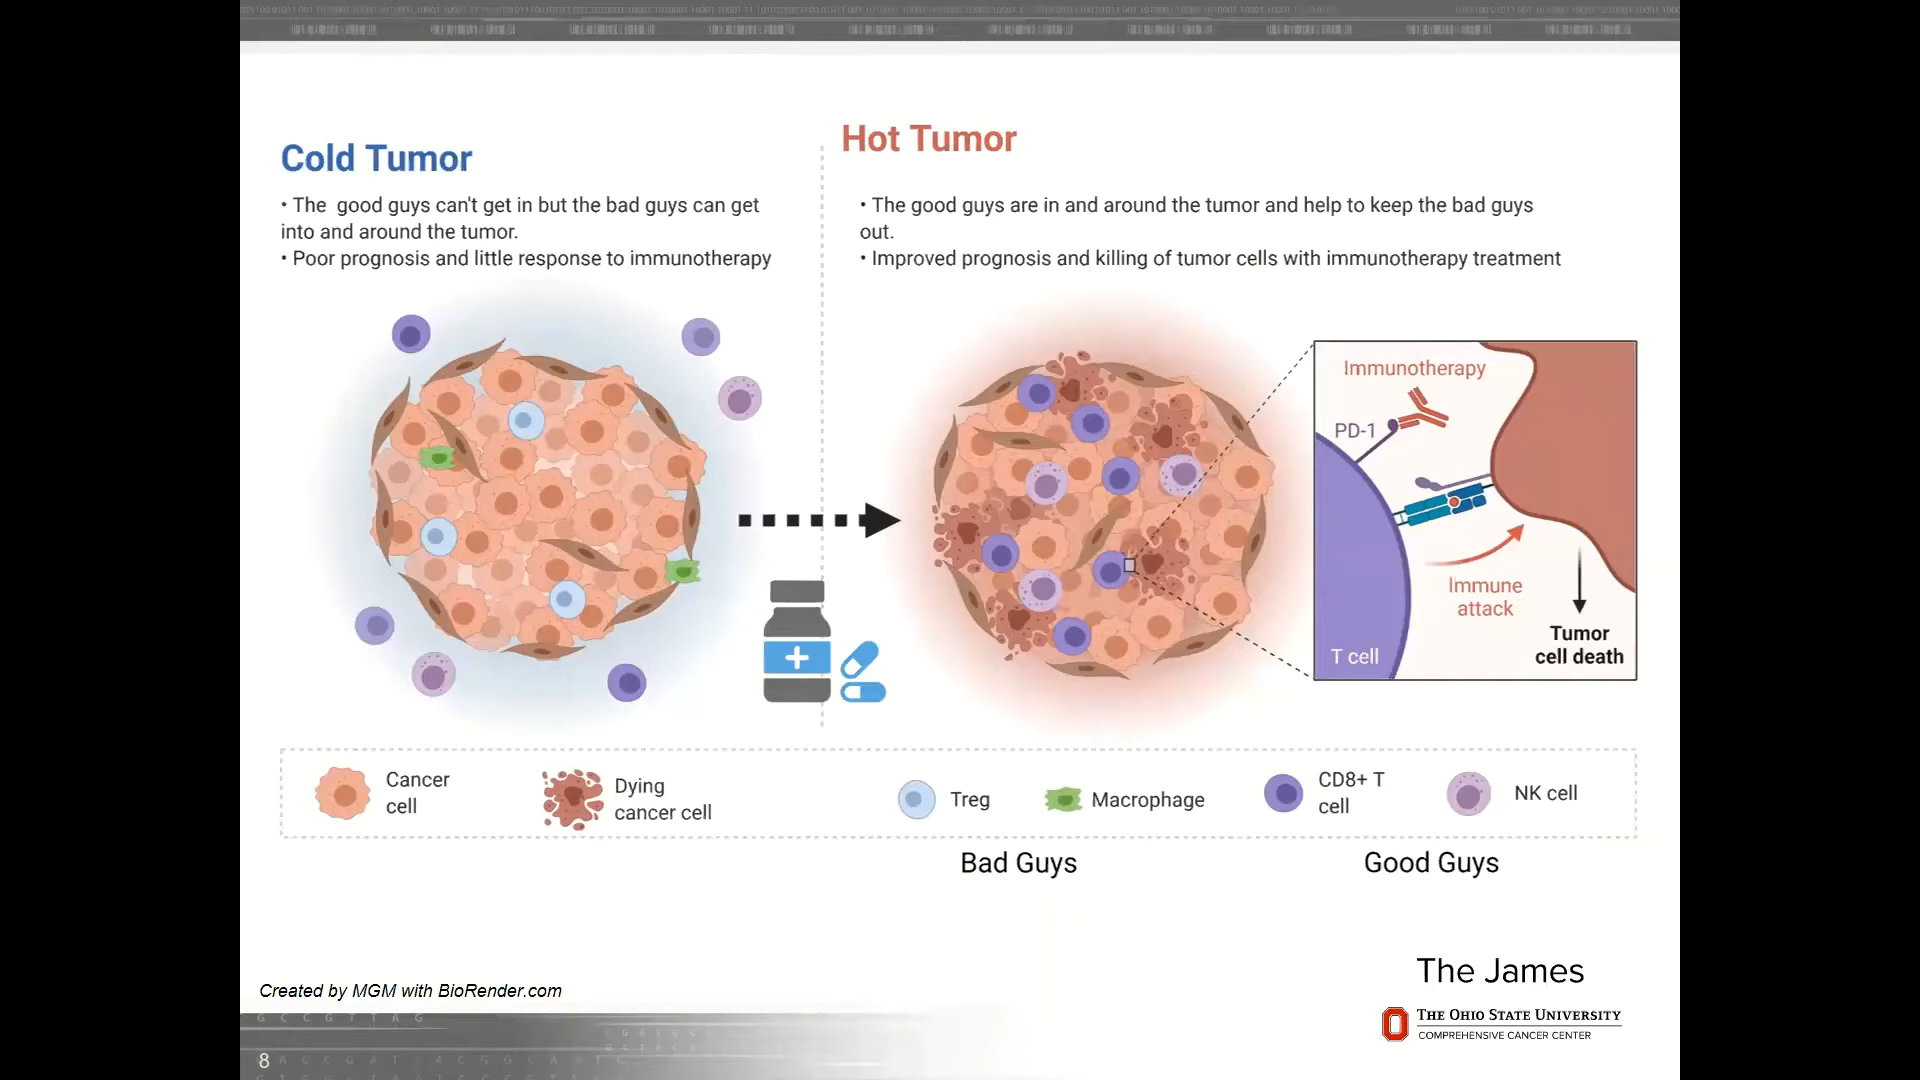 Cold Tumor
• The  good guys can't get in but the bad guys can get
into and around the tumor.
• Poor prognosis and little response to immunotherapy
Hot Tumor
• The good guys are in and around the tumor and help to keep the bad guys
out.
• Improved prognosis and killing of tumor cells with immunotherapy treatment
Immunotherapy
PD-1
Immune
attack
T cell
Tumor
cell death
Cancer
cell
Dying
cancer cell
Treg
Macrophage
CD8+ T
cell
NK cell
Bad Guys
Good Guys
The James
THE OHIO STATE UNIVERSITY
COMPREHENSIVE CANCER CENTER
Created by MGM with BioRender.com
G C C G T T A G
8